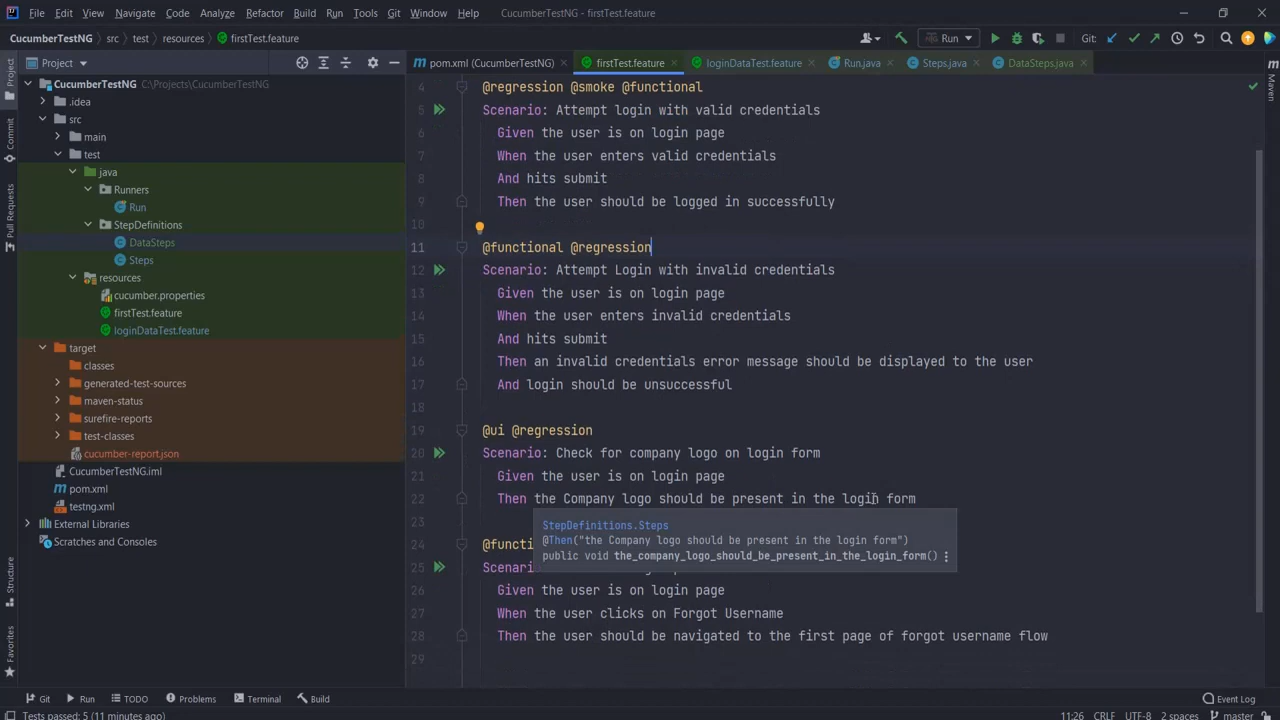 File Edit View Navigate Code Analyze Refactor Build Run Tools Git Window Help CucumberTestNG - firstTest.feature
CucumberTestNG src test resources firstTest.feature Run Git:
Project pom.xml (CucumberTestNG) firstTest.feature loginDataTest.feature Run.java Steps.java DataSteps.java
Project
Commit
Pull Requests
Structure
Favorites
Maven
CucumberTestNG C:\Projects\CucumberTestNG
.idea
src
main
test
java
Runners
Run
StepDefinitions
DataSteps
Steps
resources
cucumber.properties
firstTest.feature
loginDataTest.feature
target
classes
generated-test-sources
maven-status
surefire-reports
test-classes
cucumber-report.json
CucumberTestNG.iml
pom.xml
testng.xml
External Libraries
Scratches and Consoles
4 @regression @smoke @functional
5 Scenario: Attempt login with valid credentials
6 Given the user is on login page
7 When the user enters valid credentials
8 And hits submit
9 Then the user should be logged in successfully
10
11 @functional @regression
12 Scenario: Attempt Login with invalid credentials
13 Given the user is on login page
14 When the user enters invalid credentials
15 And hits submit
16 Then an invalid credentials error message should be displayed to the user
17 And login should be unsuccessful
18
19 @ui @regression
20 Scenario: Check for company logo on login form
21 Given the user is on login page
22 Then the Company logo should be present in the login form
23 StepDefinitions.Steps
@Then("the Company logo should be present in the login form")
24 @functi
public void the_company_logo_should_be_present_in_the_login_form()
25 Scenari
26 Given the user is on login page
27 When the user clicks on Forgot Username
28 Then the user should be navigated to the first page of forgot username flow
29
Git Run TODO Problems Terminal Build Event Log
Tests passed: 5 (11 minutes ago) 11:26 CRLF UTF-8 2 spaces master